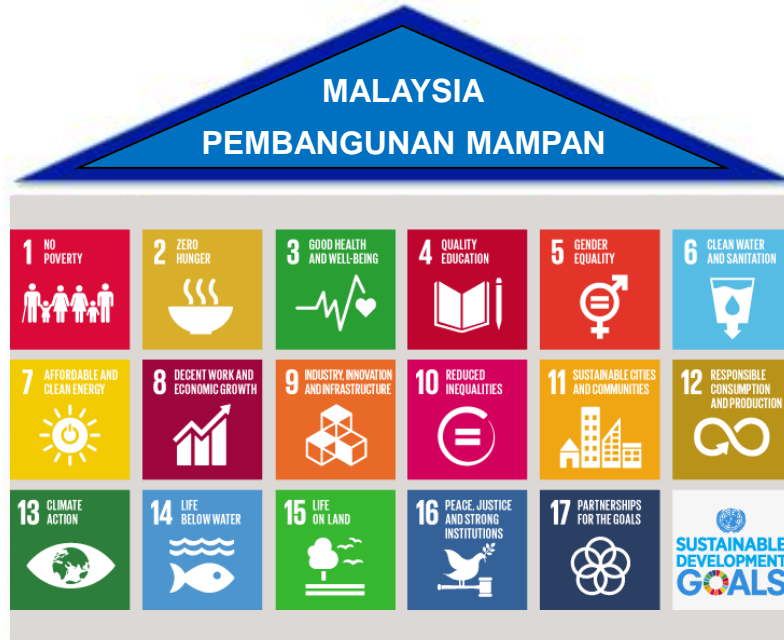 MALAYSIA
PEMBANGUNAN MAMPAN
1 NO
POVERTY
2 ZERO
HUNGER
3 GOOD HEALTH
AND WELL-BEING
4 QUALITY
EDUCATION
5 GENDER
EQUALITY
6 CLEAN WATER
AND SANITATION
7 AFFORDABLE AND
CLEAN ENERGY
8 DECENT WORK AND
ECONOMIC GROWTH
9 INDUSTRY, INNOVATION
AND INFRASTRUCTURE
10 REDUCED
INEQUALITIES
11 SUSTAINABLE CITIES
AND COMMUNITIES
12 RESPONSIBLE
CONSUMPTION
AND PRODUCTION
13 CLIMATE
ACTION
14 LIFE
BELOW WATER
15 LIFE
ON LAND
16 PEACE, JUSTICE
AND STRONG
INSTITUTIONS
17 PARTNERSHIPS
FOR THE GOALS
SUSTAINABLE
DEVELOPMENT
GOALS